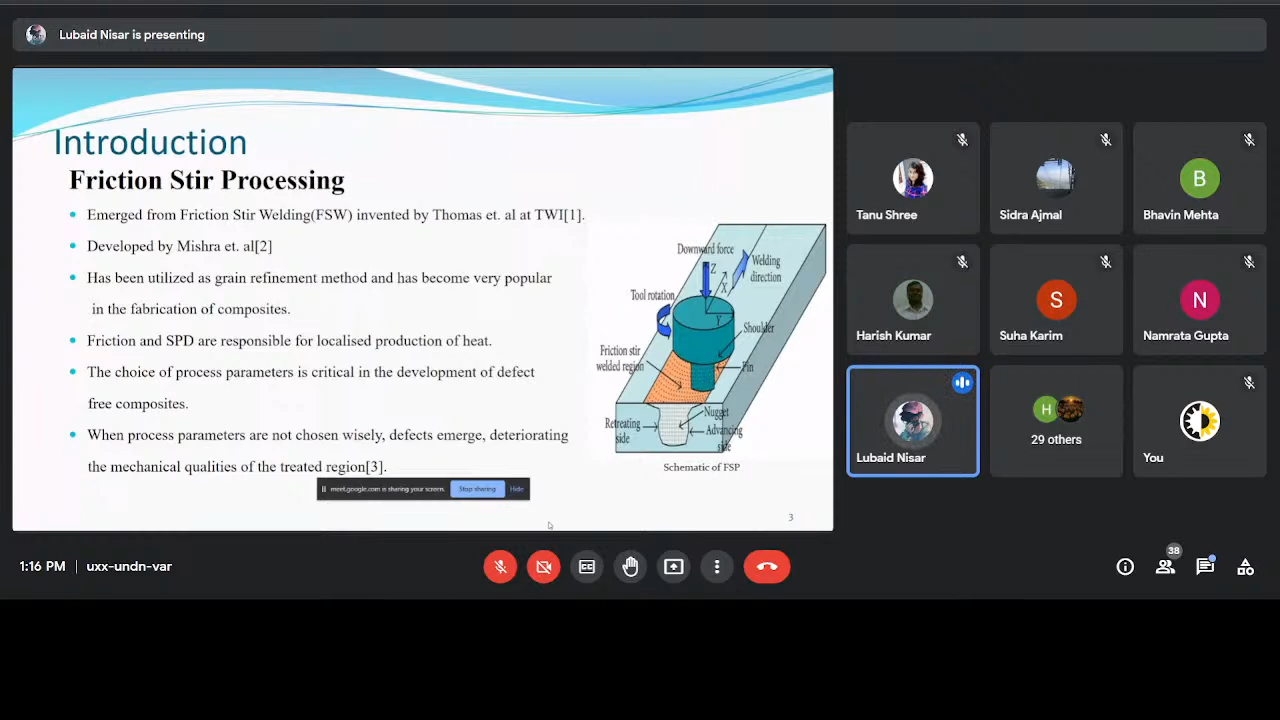 Lubaid Nisar is presenting
Introduction
Friction Stir Processing
Emerged from Friction Stir Welding(FSW) invented by Thomas et. al at TWI[1].
Developed by Mishra et. al[2]
Has been utilized as grain refinement method and has become very popular
in the fabrication of composites.
Friction and SPD are responsible for localised production of heat.
The choice of process parameters is critical in the development of defect
free composites.
When process parameters are not chosen wisely, defects emerge, deteriorating
the mechanical qualities of the treated region[3].
Downward force
Z
Welding
direction
X
Tool rotation
Y
Shoulder
Friction stir
welded region
Pin
Nugget
Retreating
side
Advancing
side
Schematic of FSP
meet.google.com is sharing your screen.
Stop sharing
Hide
3
Tanu Shree
Sidra Ajmal
B
Bhavin Mehta
Harish Kumar
S
Suha Karim
N
Namrata Gupta
Lubaid Nisar
H
29 others
You
1:16 PM
uxx-undn-var
CC
38